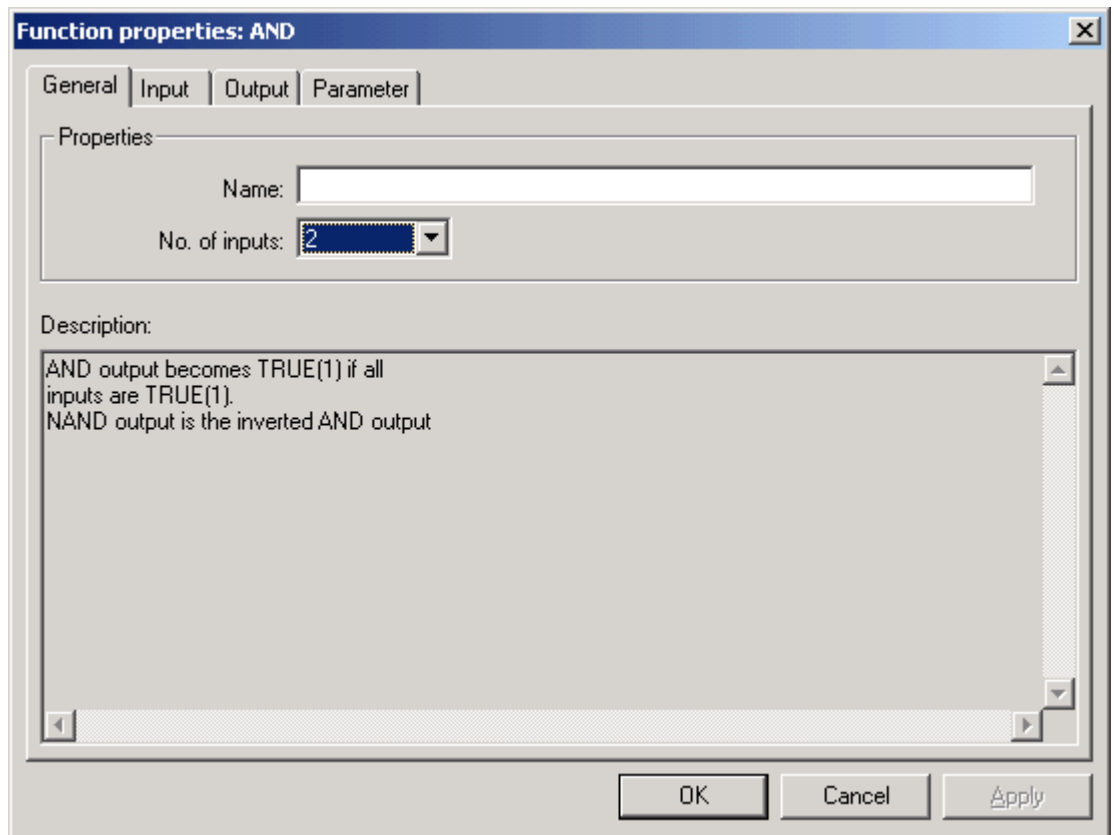 Function properties: AND
General Input Output Parameter
Properties
Name:
No. of inputs: 2
Description:
AND output becomes TRUE(1) if all
inputs are TRUE(1).
NAND output is the inverted AND output
OK Cancel Apply